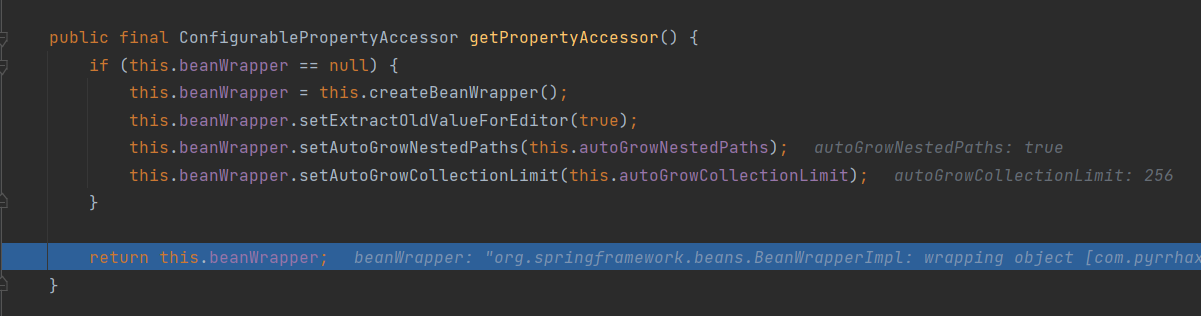 public final ConfigurablePropertyAccessor getPropertyAccessor() {
if (this.beanWrapper == null) {
this.beanWrapper = this.createBeanWrapper();
this.beanWrapper.setExtractOldValueForEditor(true);
this.beanWrapper.setAutoGrowNestedPaths(this.autoGrowNestedPaths); autoGrowNestedPaths: true
this.beanWrapper.setAutoGrowCollectionLimit(this.autoGrowCollectionLimit); autoGrowCollectionLimit: 256
}
return this.beanWrapper; beanWrapper: "org.springframework.beans.BeanWrapperImpl: wrapping object [com.pyrrhax
}